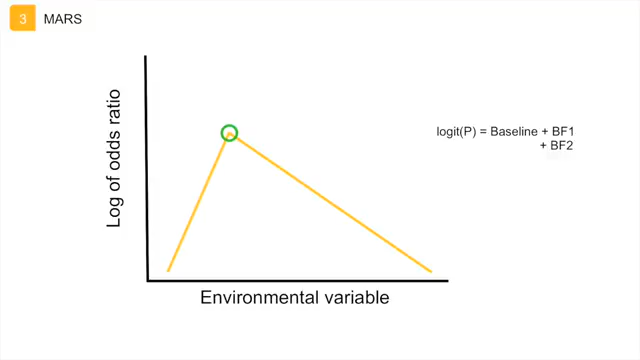 3 MARS
Log of odds ratio
logit(P) = Baseline + BF1
+ BF2
Environmental variable